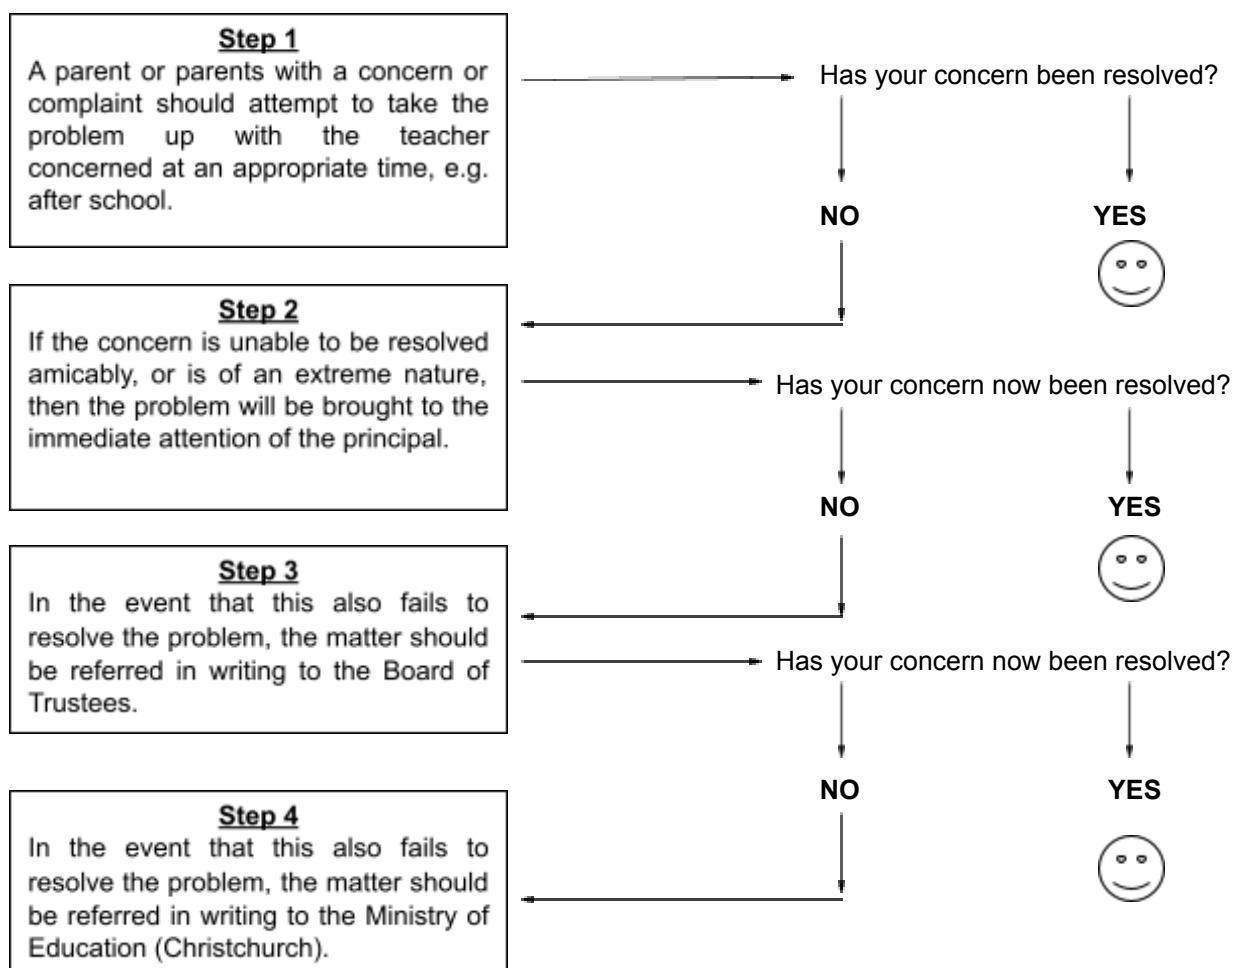 Step 1
A parent or parents with a concern or
complaint should attempt to take the
problem up with the teacher
concerned at an appropriate time, e.g.
after school.
Has your concern been resolved?
NO
YES
Step 2
If the concern is unable to be resolved
amicably, or is of an extreme nature,
then the problem will be brought to the
immediate attention of the principal.
Has your concern now been resolved?
NO
YES
Step 3
In the event that this also fails to
resolve the problem, the matter should
be referred in writing to the Board of
Trustees.
Has your concern now been resolved?
NO
YES
Step 4
In the event that this also fails to
resolve the problem, the matter should
be referred in writing to the Ministry of
Education (Christchurch).